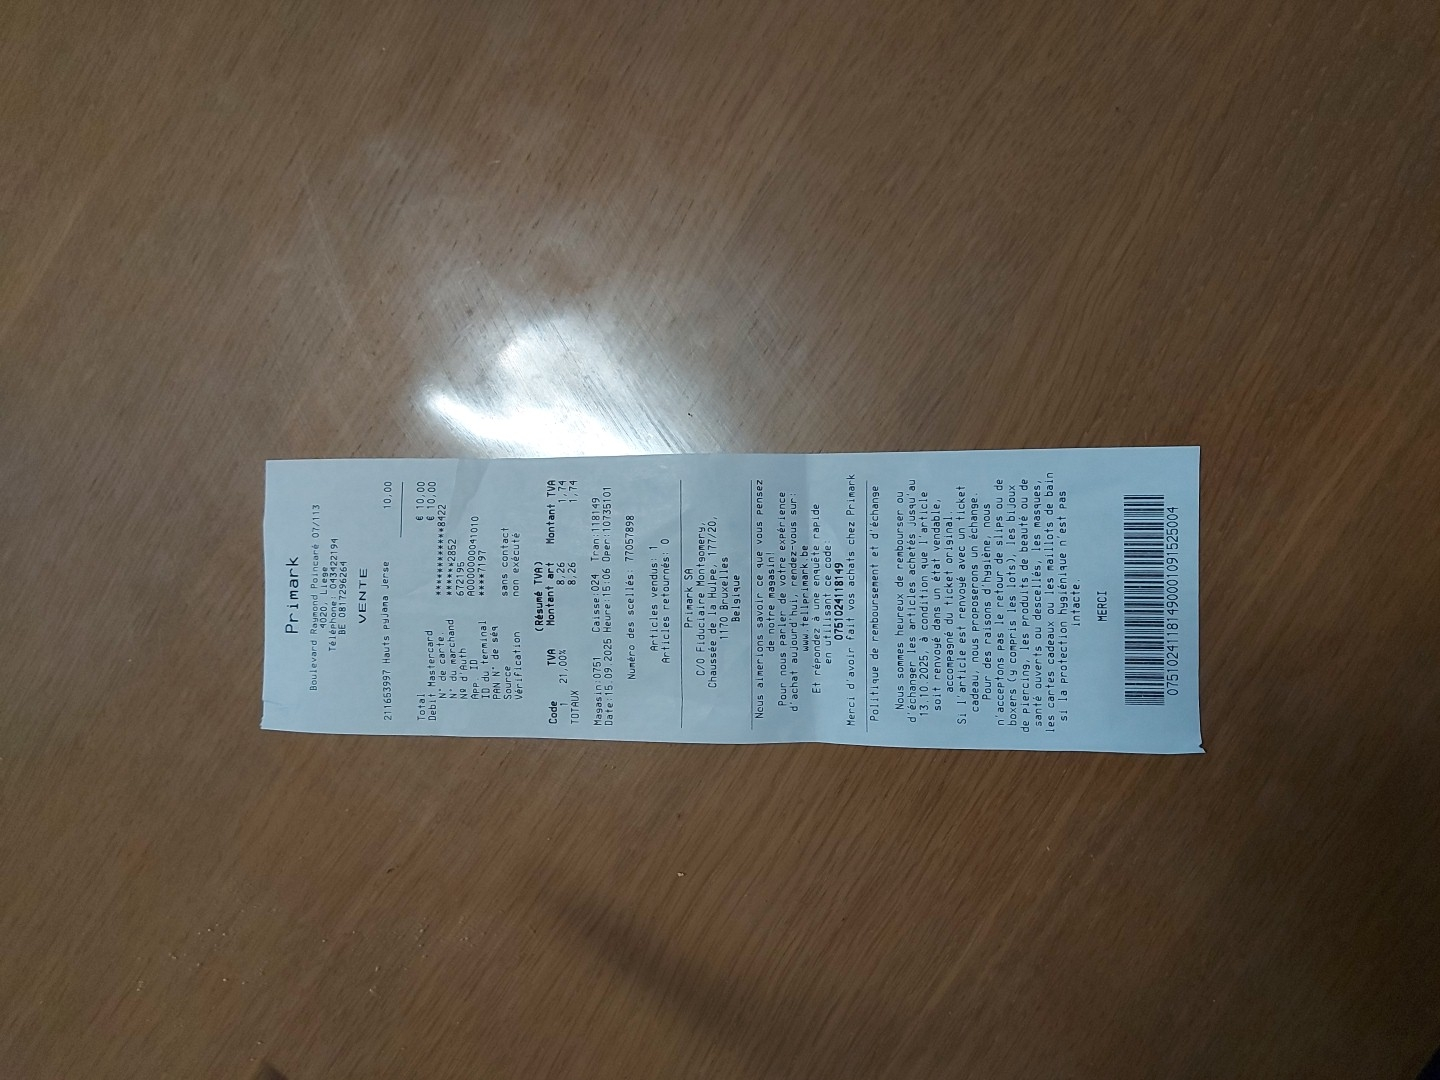 Primark
Boulevard Raymond Poincaré 07/113
4020, Liege
Téléphone: 043422194
BE 0817296264
VENTE
211653997 Hauts pyjama ierse 10,00
Total € 10,00
Debit Mastercard € 10,00
N° de carte ************8422
N° du marchand ******2852
Nº d'Auth 621951
App. ID A0000000041010
ID du terminal ****7197
PAN N° de séq
Source sans contact
Vérification non exécuté
(Résumé TVA)
Code TVA Montant art Montant TVA
1 21,00% 8,26 1,74
TOTAUX 8,26 1,74
Magasin:0751 Caisse:024 Tran:118149
Date:15.09.2025 Heure:15:06 Oper:10735101
Numéro des scellés: 77057898
Articles vendus: 1
Articles retournés: 0
Primark SA
C/O Fiduciaire Montgomery,
Chaussée de la Hulpe, 177/20,
1170 Bruxelles
Belgique
Nous aimerions savoir ce que vous pensez
de notre magasin.
Pour nous parler de votre expérience
d'achat aujourd'hui, rendez-vous sur:
www.tellprimark.be
Et répondez à une enquête rapide
en utilisant ce code:
075102411 8149
Merci d'avoir fait vos achats chez Primark
Politique de remboursement et d'échange
Nous sommes heureux de rembourser ou
d'échanger les articles achetés jusqu'au
13.10.2025, à condition que l'article
soit renvoyé dans un état vendable,
accompagné du ticket original.
Si l'article est renvoyé avec un ticket
cadeau, nous proposerons un échange.
Pour des raisons d'hygiène, nous
n'acceptons pas le retour de slips ou de
boxers (y compris les lots), les bijoux
de piercing, les produits de beauté ou de
santé ouverts ou descellés, les masques,
les cartes cadeaux ou les maillots de bain
si la protection hygiénique n'est pas
intacte.
MERCI
07510241181490001091525004